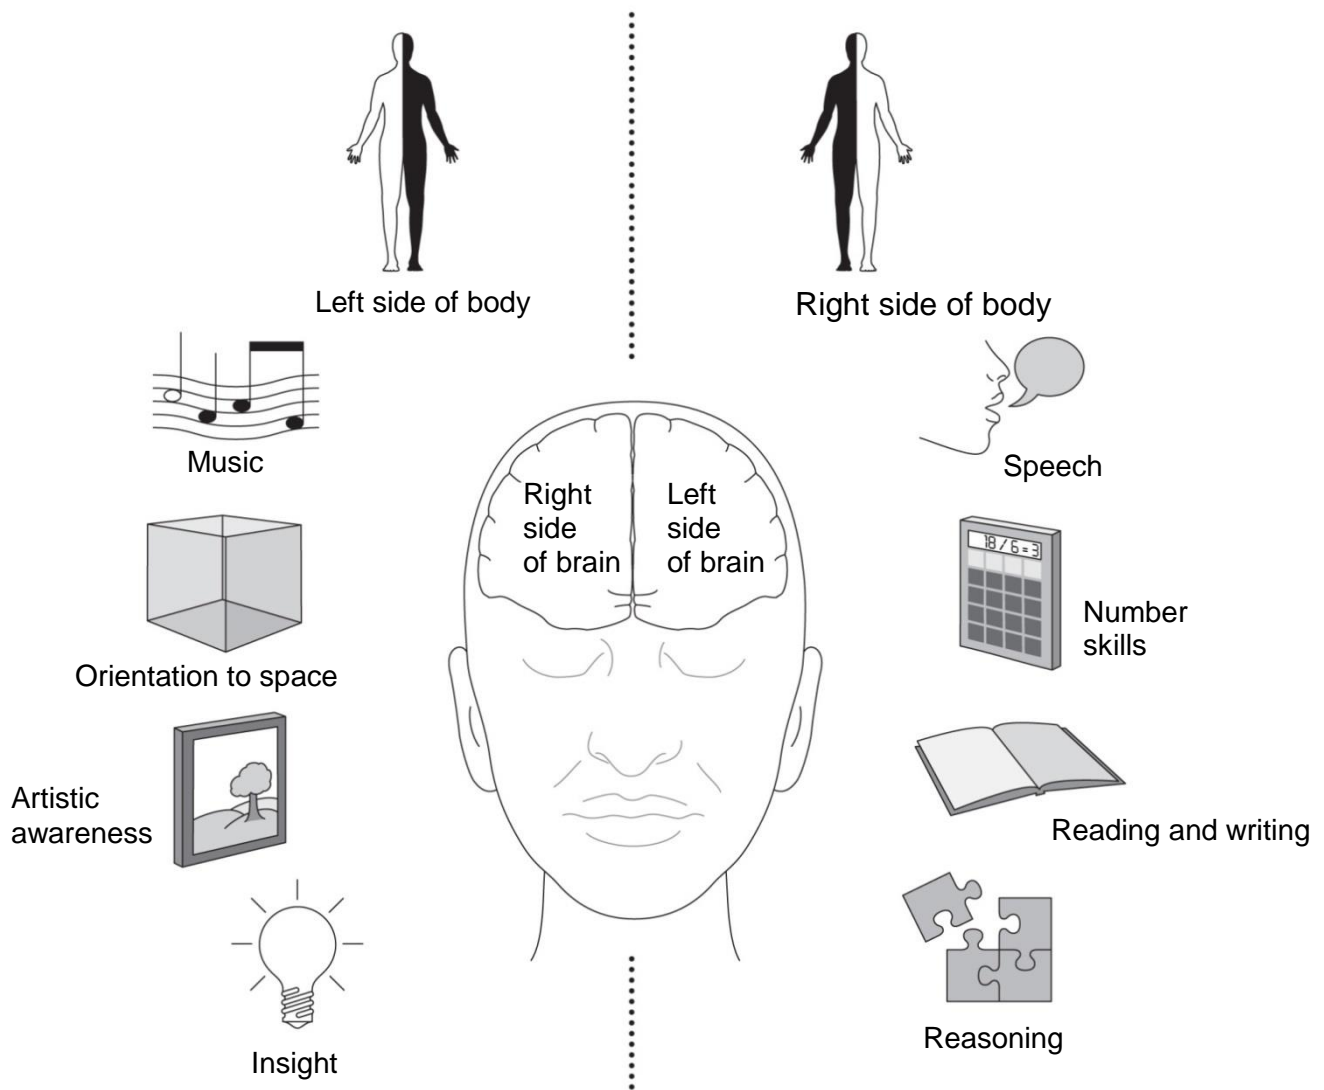 Left side of body
Right side of body
Music
Speech
Right
side
of brain
Left
side
of brain
18/6=3
Orientation to space
Number
skills
Artistic
awareness
Reading and writing
Insight
Reasoning